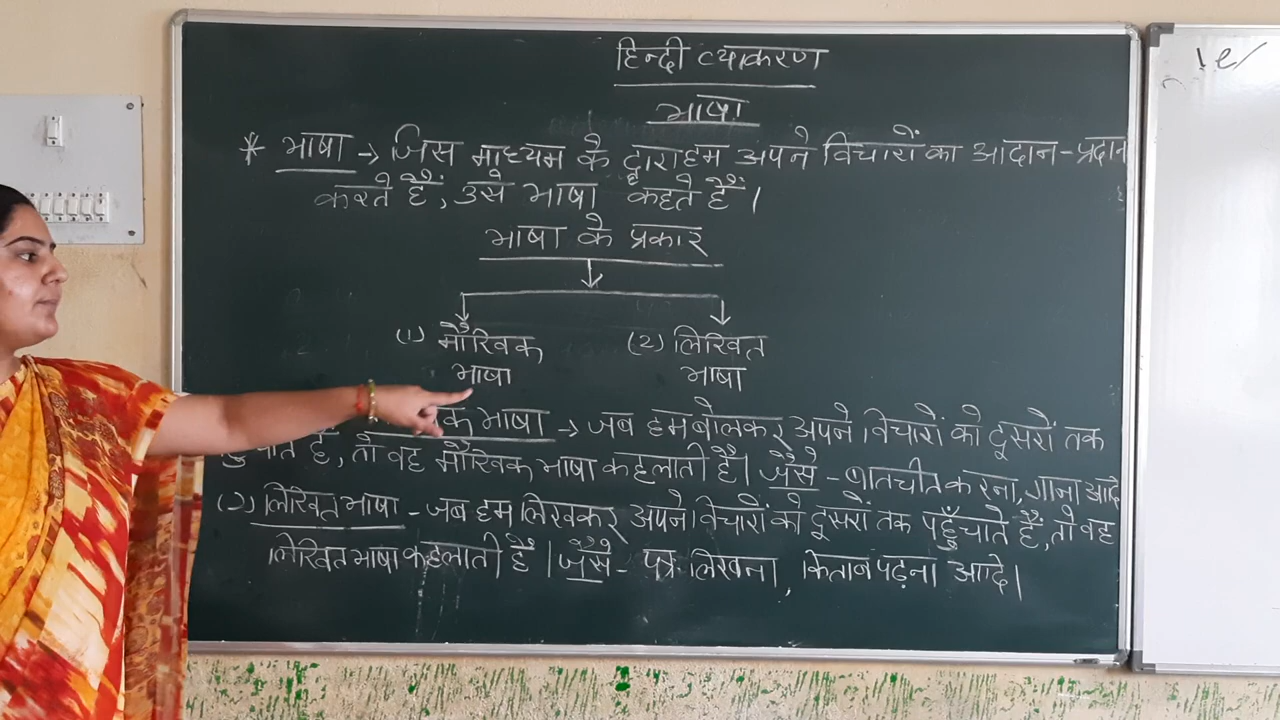 हिन्दी व्याकरण
भाषा
* भाषा → जिस माध्यम के द्वारा हम अपने विचारों का आदान-प्रदान
करते हैं, उसे भाषा कहते हैं।
भाषा के प्रकार
(1) मौखिक (2) लिखित
भाषा भाषा
भाषा → जब हम बोलकर अपने विचारों को दूसरों तक
हैं, तो वह मौखिक भाषा कहलाती है। जैसे - बातचीत करना, गाना आदि
(2) लिखित भाषा - जब हम लिखकर अपने विचारों को दूसरों तक पहुँचाते हैं, तो वह
लिखित भाषा कहलाती है। जैसे - पत्र लिखना, किताब पढ़ना आदि।